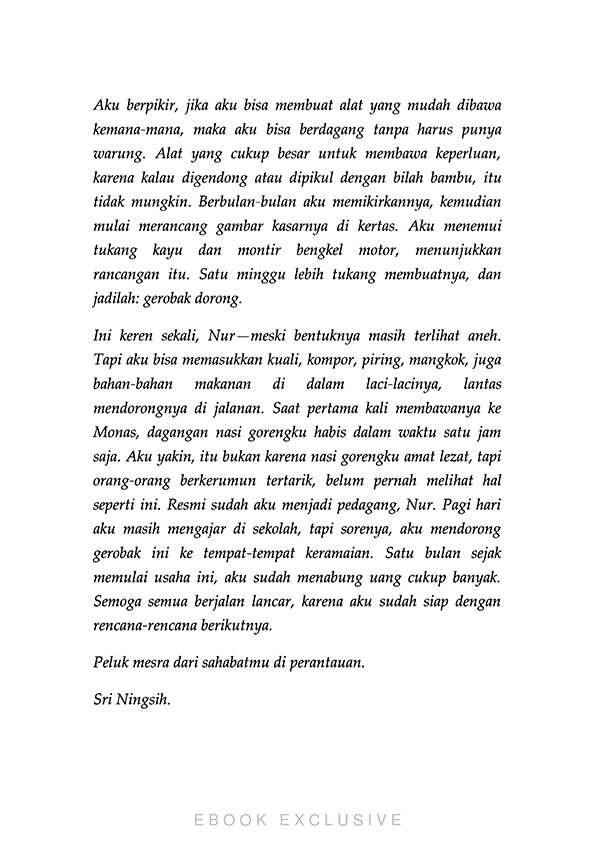 Aku berpikir, jika aku bisa membuat alat yang mudah dibawa
kemana-mana, maka aku bisa berdagang tanpa harus punya
warung. Alat yang cukup besar untuk membawa keperluan,
karena kalau digendong atau dipikul dengan bilah bambu, itu
tidak mungkin. Berbulan-bulan aku memikirkannya, kemudian
mulai merancang gambar kasarnya di kertas. Aku menemui
tukang kayu dan montir bengkel motor, menunjukkan
rancangan itu. Satu minggu lebih tukang membuatnya, dan
jadilah: gerobak dorong.
Ini keren sekali, Nur—meski bentuknya masih terlihat aneh.
Tapi aku bisa memasukkan kuali, kompor, piring, mangkok, juga
bahan-bahan makanan di dalam laci-lacinya, lantas
mendorongnya di jalanan. Saat pertama kali membawanya ke
Monas, dagangan nasi gorengku habis dalam waktu satu jam
saja. Aku yakin, itu bukan karena nasi gorengku amat lezat, tapi
orang-orang berkerumun tertarik, belum pernah melihat hal
seperti ini. Resmi sudah aku menjadi pedagang, Nur. Pagi hari
aku masih mengajar di sekolah, tapi sorenya, aku mendorong
gerobak ini ke tempat-tempat keramaian. Satu bulan sejak
memulai usaha ini, aku sudah menabung uang cukup banyak.
Semoga semua berjalan lancar, karena aku sudah siap dengan
rencana-rencana berikutnya.
Peluk mesra dari sahabatmu di perantauan.
Sri Ningsih.
EBOOK EXCLUSIVE